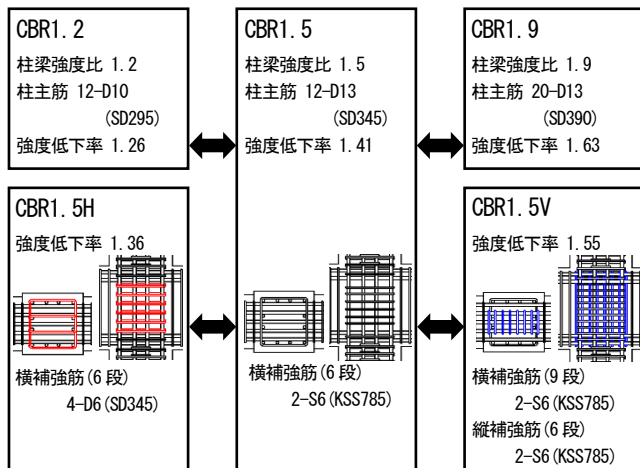 CBR1.2
柱梁強度比 1.2
柱主筋 12-D10
(SD295)
強度低下率 1.26
CBR1.5
柱梁強度比 1.5
柱主筋 12-D13
(SD345)
強度低下率 1.41
横補強筋(6 段)
2-S6(KSS785)
CBR1.9
柱梁強度比 1.9
柱主筋 20-D13
(SD390)
強度低下率 1.63
CBR1.5H
強度低下率 1.36
横補強筋(6 段)
4-D6(SD345)
CBR1.5V
強度低下率 1.55
横補強筋(9 段)
2-S6(KSS785)
縦補強筋(6 段)
2-S6(KSS785)